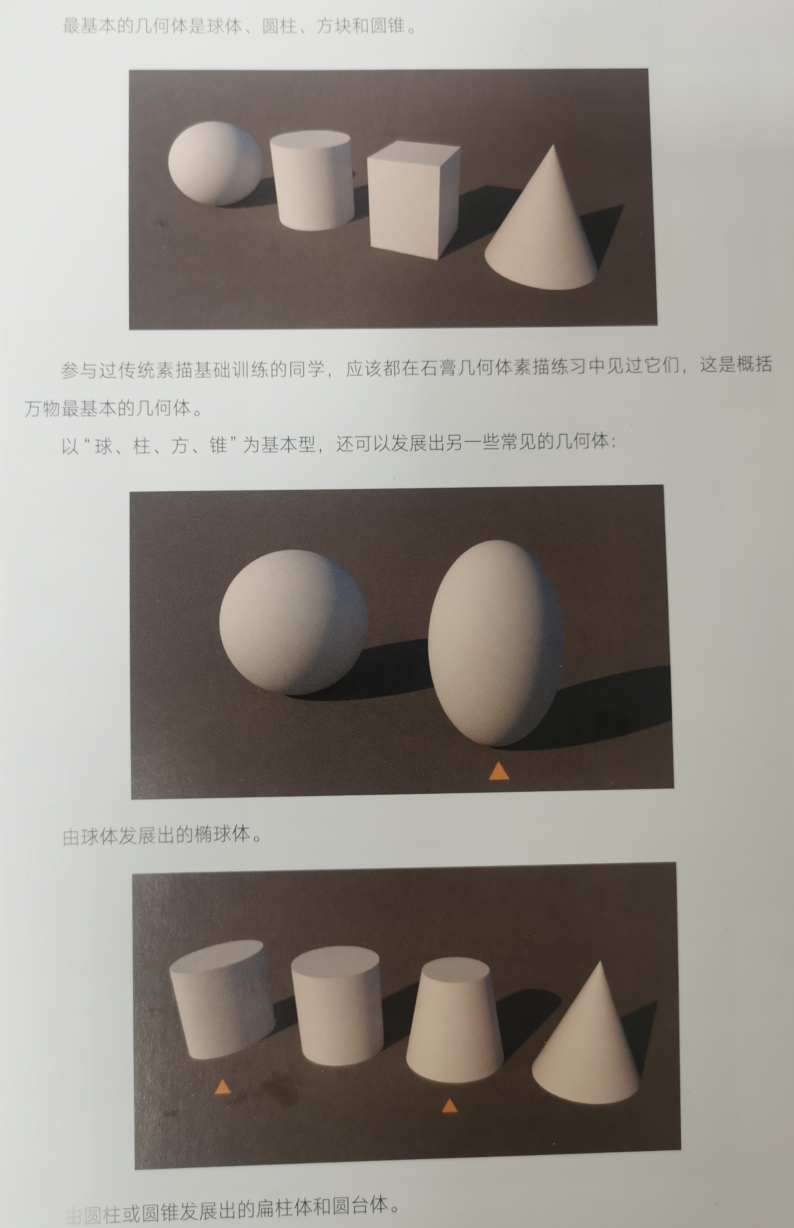 最基本的几何体是球体、圆柱、方块和圆锥。
参与过传统素描基础训练的同学，应该都在石膏几何体素描练习中见过它们，这是概括
万物最基本的几何体。
以“球、柱、方、锥”为基本型，还可以发展出另一些常见的几何体：
由球体发展出的椭球体。
由圆柱或圆锥发展出的扁柱体和圆台体。